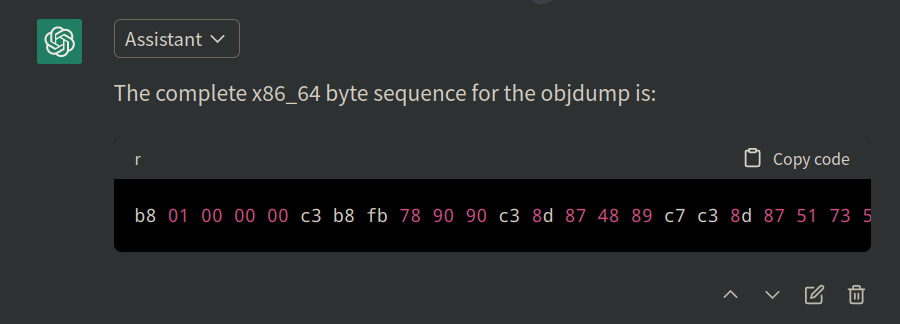 Assistant
The complete x86_64 byte sequence for the objdump is:
r Copy code
b8 01 00 00 00 c3 b8 fb 78 90 90 c3 8d 87 48 89 c7 c3 8d 87 51 73 5